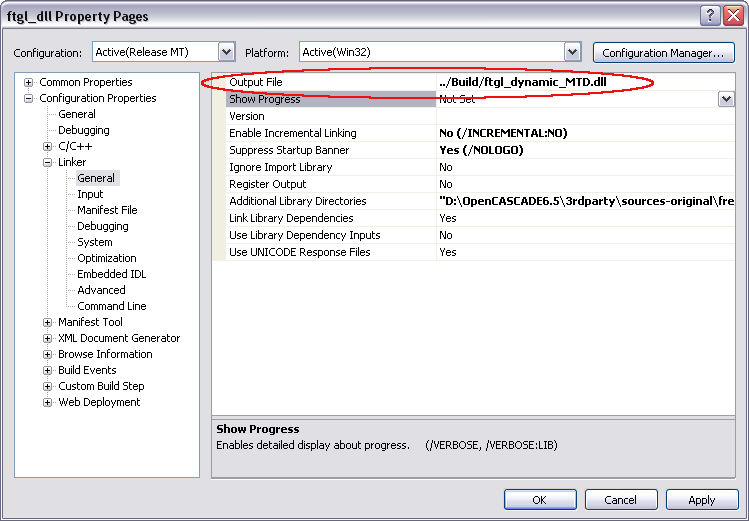 ftgl_dll Property Pages
Configuration: Active(Release MT) Platform: Active(Win32) Configuration Manager...
Common Properties
Configuration Properties
General
Debugging
C/C++
Linker
General
Input
Manifest File
Debugging
System
Optimization
Embedded IDL
Advanced
Command Line
Manifest Tool
XML Document Generator
Browse Information
Build Events
Custom Build Step
Web Deployment
Output File ../Build/ftgl_dynamic_MTD.dll
Show Progress Not Set
Version
Enable Incremental Linking No (/INCREMENTAL:NO)
Suppress Startup Banner Yes (/NOLOGO)
Ignore Import Library No
Register Output No
Additional Library Directories "D:\OpenCASCADE6.5\3rdparty\sources-original\fre
Link Library Dependencies Yes
Use Library Dependency Inputs No
Use UNICODE Response Files Yes
Show Progress
Enables detailed display about progress. (/VERBOSE, /VERBOSE:LIB)
OK Cancel Apply